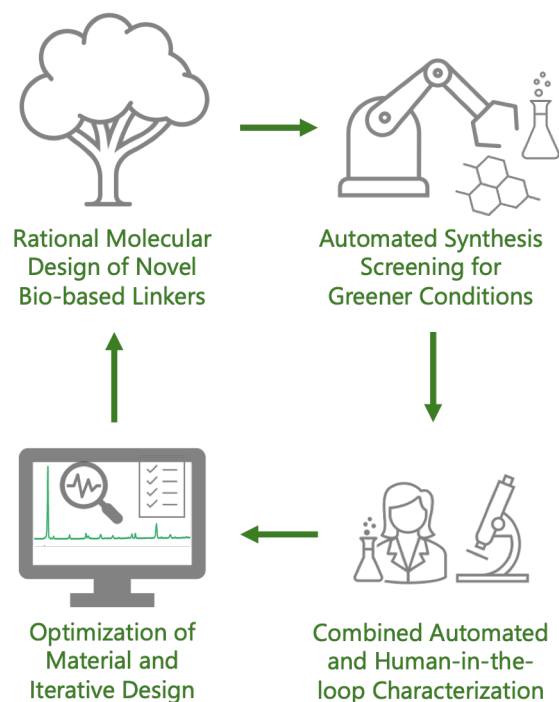 Rational Molecular
Design of Novel
Bio-based Linkers
Automated Synthesis
Screening for
Greener Conditions
Optimization of
Material and
Iterative Design
Combined Automated
and Human-in-the-
loop Characterization